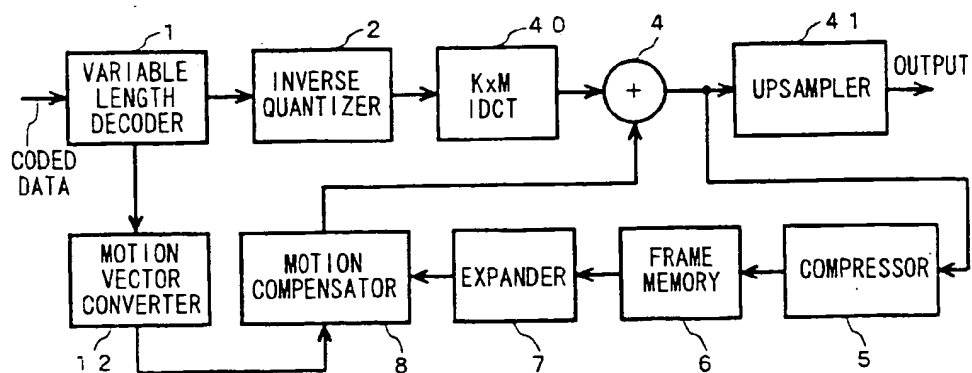 1
2
40
4
41
VARIABLE
LENGTH
DECODER
INVERSE
QUANTIZER
KxM
IDCT
+
UPSAMPLER
OUTPUT
CODED
DATA
MOTION
VECTOR
CONVERTER
MOTION
COMPENSATOR
EXPANDER
FRAME
MEMORY
COMPRESSOR
12
8
7
6
5